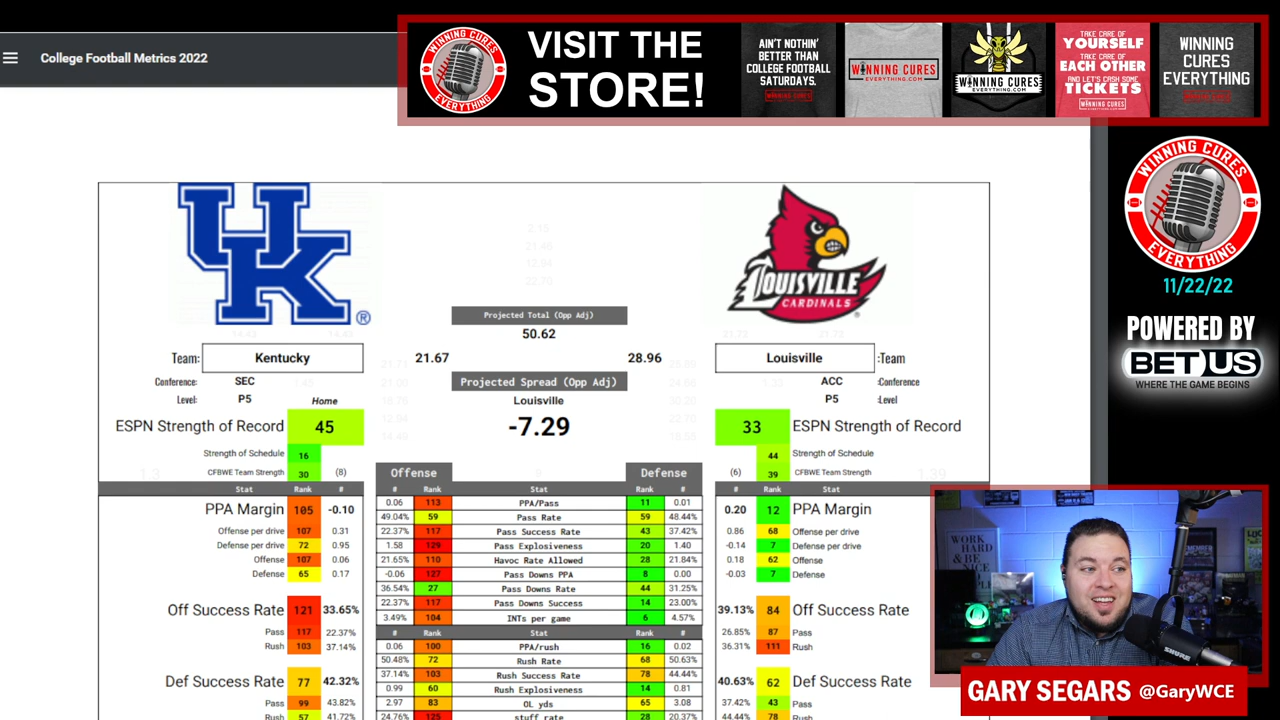 College Football Metrics 2022
WINNING CURES
EVERYTHING
VISIT THE
STORE!
AIN'T NOTHIN'
BETTER THAN
COLLEGE FOOTBALL
SATURDAYS.
WINNING CURES
WINNING CURES
EVERYTHING.COM
WINNING CURES
EVERYTHING.COM
TAKE CARE OF
YOURSELF
TAKE CARE OF
EACH OTHER
AND LET'S CASH SOME
TICKETS
WINNING CURES
WINNING
CURES
EVERYTHING
WINNING CURES
EVERYTHING
11/22/22
POWERED BY
BETUS
WHERE THE GAME BEGINS
UK ®
LOUISVILLE
CARDINALS
Projected Total (Opp Adj)
50.62
Team: Kentucky 21.67 28.96 Louisville :Team
Conference: SEC Projected Spread (Opp Adj) ACC :Conference
Level: P5 Home Louisville P5 :Level
ESPN Strength of Record 45 -7.29 33 ESPN Strength of Record
Strength of Schedule 16 44 Strength of Schedule
CFBWE Team Strength 30 (8) Offense Defense (6) 39 CFBWE Team Strength
Stat Rank # # Rank Stat Rank # # Rank Stat
PPA Margin 105 -0.10 0.06 113 PPA/Pass 11 0.01 0.20 12 PPA Margin
49.04% 59 Pass Rate 59 48.44%
Offense per drive 107 0.31 22.37% 117 Pass Success Rate 43 37.42% 0.86 68 Offense per drive
Defense per drive 72 0.95 1.58 129 Pass Explosiveness 20 1.40 -0.14 7 Defense per drive
Offense 107 0.06 21.65% 110 Havoc Rate Allowed 28 21.84% 0.18 62 Offense
Defense 65 0.17 -0.06 127 Pass Downs PPA 8 0.00 -0.03 7 Defense
36.54% 27 Pass Downs Rate 44 31.25%
Off Success Rate 121 33.65% 22.37% 117 Pass Downs Success 14 23.00% 39.13% 84 Off Success Rate
3.49% 104 INTs per game 6 4.57%
Pass 117 22.37% # Rank Stat Rank # 26.85% 87 Pass
Rush 103 37.14% 0.06 100 PPA/rush 16 0.02 36.31% 111 Rush
50.48% 72 Rush Rate 68 50.63%
37.14% 103 Rush Success Rate 78 44.44%
Def Success Rate 77 42.32% 0.99 60 Rush Explosiveness 14 0.81 40.63% 62 Def Success Rate
Pass 99 43.82% 2.97 83 OL yds 65 3.08 37.42% 43 Pass
Rush 57 41.72% 24.76% 125 stuff rate 28 20.37% 44.44% 78 Rush
WORK
HARD
& BE
SHURE
GARY SEGARS @GaryWCE